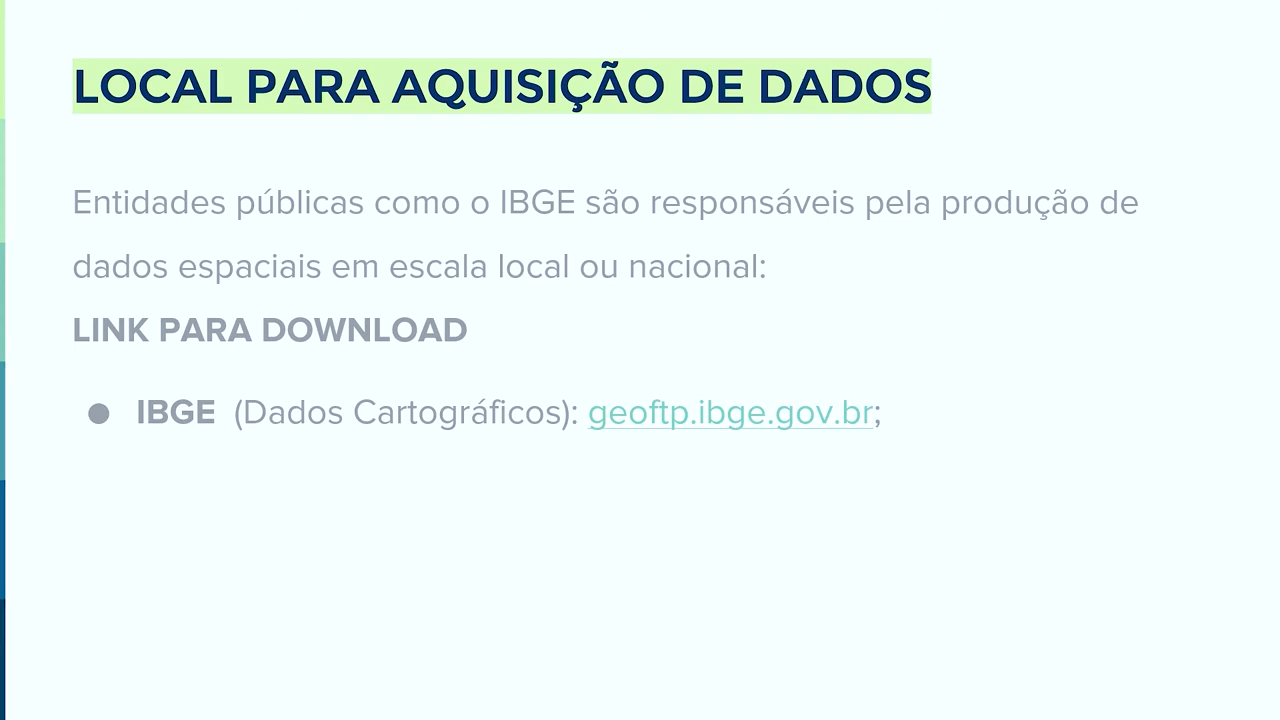 LOCAL PARA AQUISIÇÃO DE DADOS
Entidades públicas como o IBGE são responsáveis pela produção de
dados espaciais em escala local ou nacional:
LINK PARA DOWNLOAD
● IBGE (Dados Cartográficos): geoftp.ibge.gov.br;